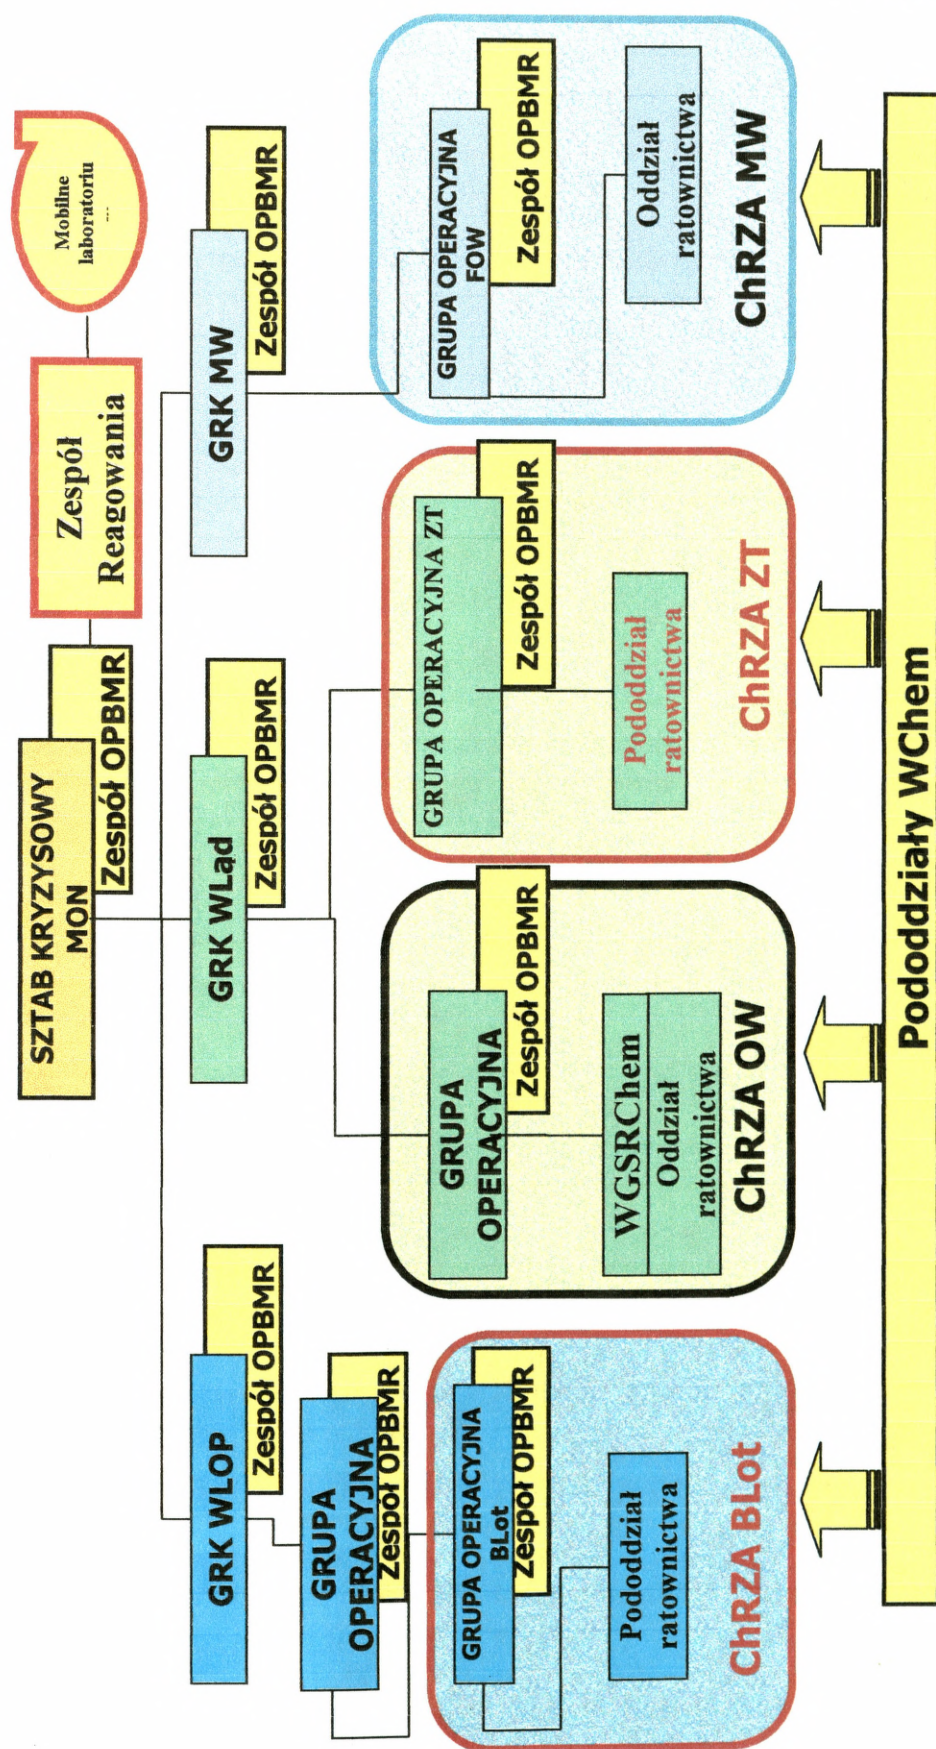 SZTAB KRYZYSOWY
MON
Zespół OPBMR
Zespół
Reagowania
Mobilne
laboratoriu
...
GRK WLOP
Zespół OPBMR
GRK WLąd
Zespół OPBMR
GRK MW
Zespół OPBMR
GRUPA
OPERACYJNA
Zespół OPBMR
GRUPA OPERACYJNA
BLot
Zespół OPBMR
Pododdział
ratownictwa
ChRZA BLot
GRUPA
OPERACYJNA
Zespół OPBMR
WGSRChem
Oddział
ratownictwa
ChRZA OW
GRUPA OPERACYJNA ZT
Zespół OPBMR
Pododdział
ratownictwa
ChRZA ZT
GRUPA OPERACYJNA
FOW
Zespół OPBMR
Oddział
ratownictwa
ChRZA MW
Pododdziały WChem